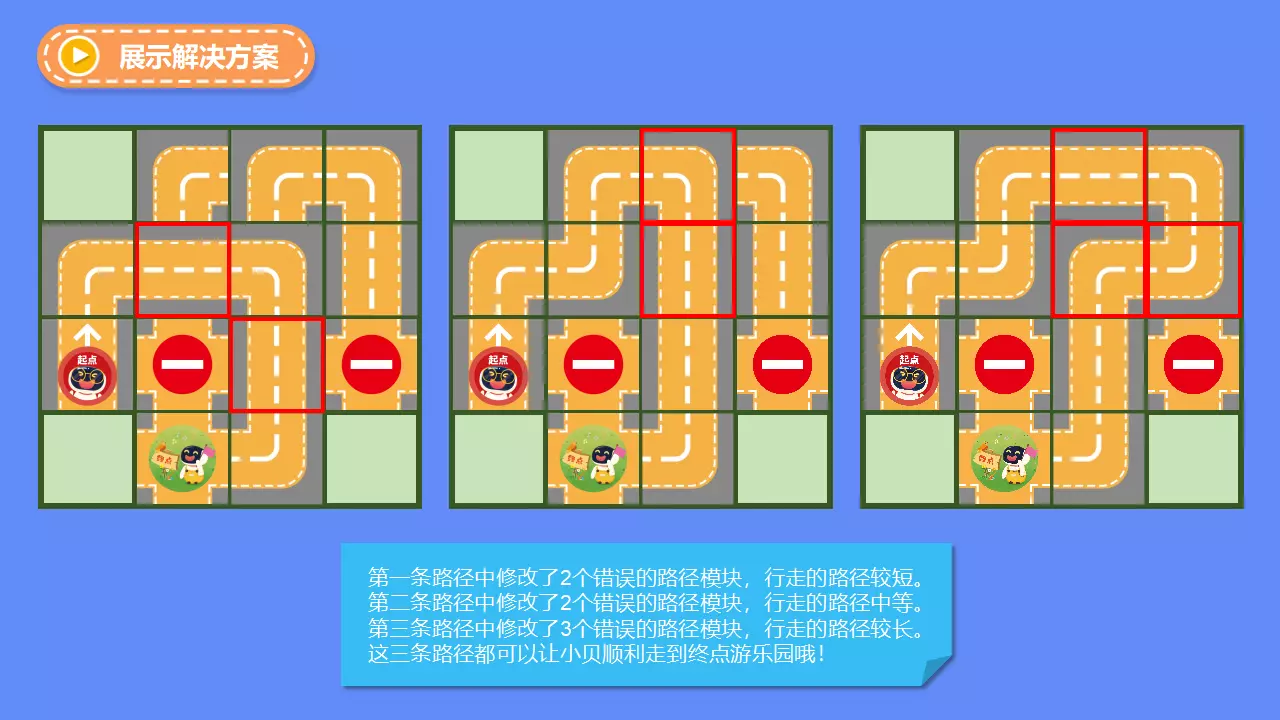 展示解决方案
起点
起点
起点
终点
终点
终点
第一条路径中修改了2个错误的路径模块，行走的路径较短。
第二条路径中修改了2个错误的路径模块，行走的路径中等。
第三条路径中修改了3个错误的路径模块，行走的路径较长。
这三条路径都可以让小贝顺利走到终点游乐园哦！